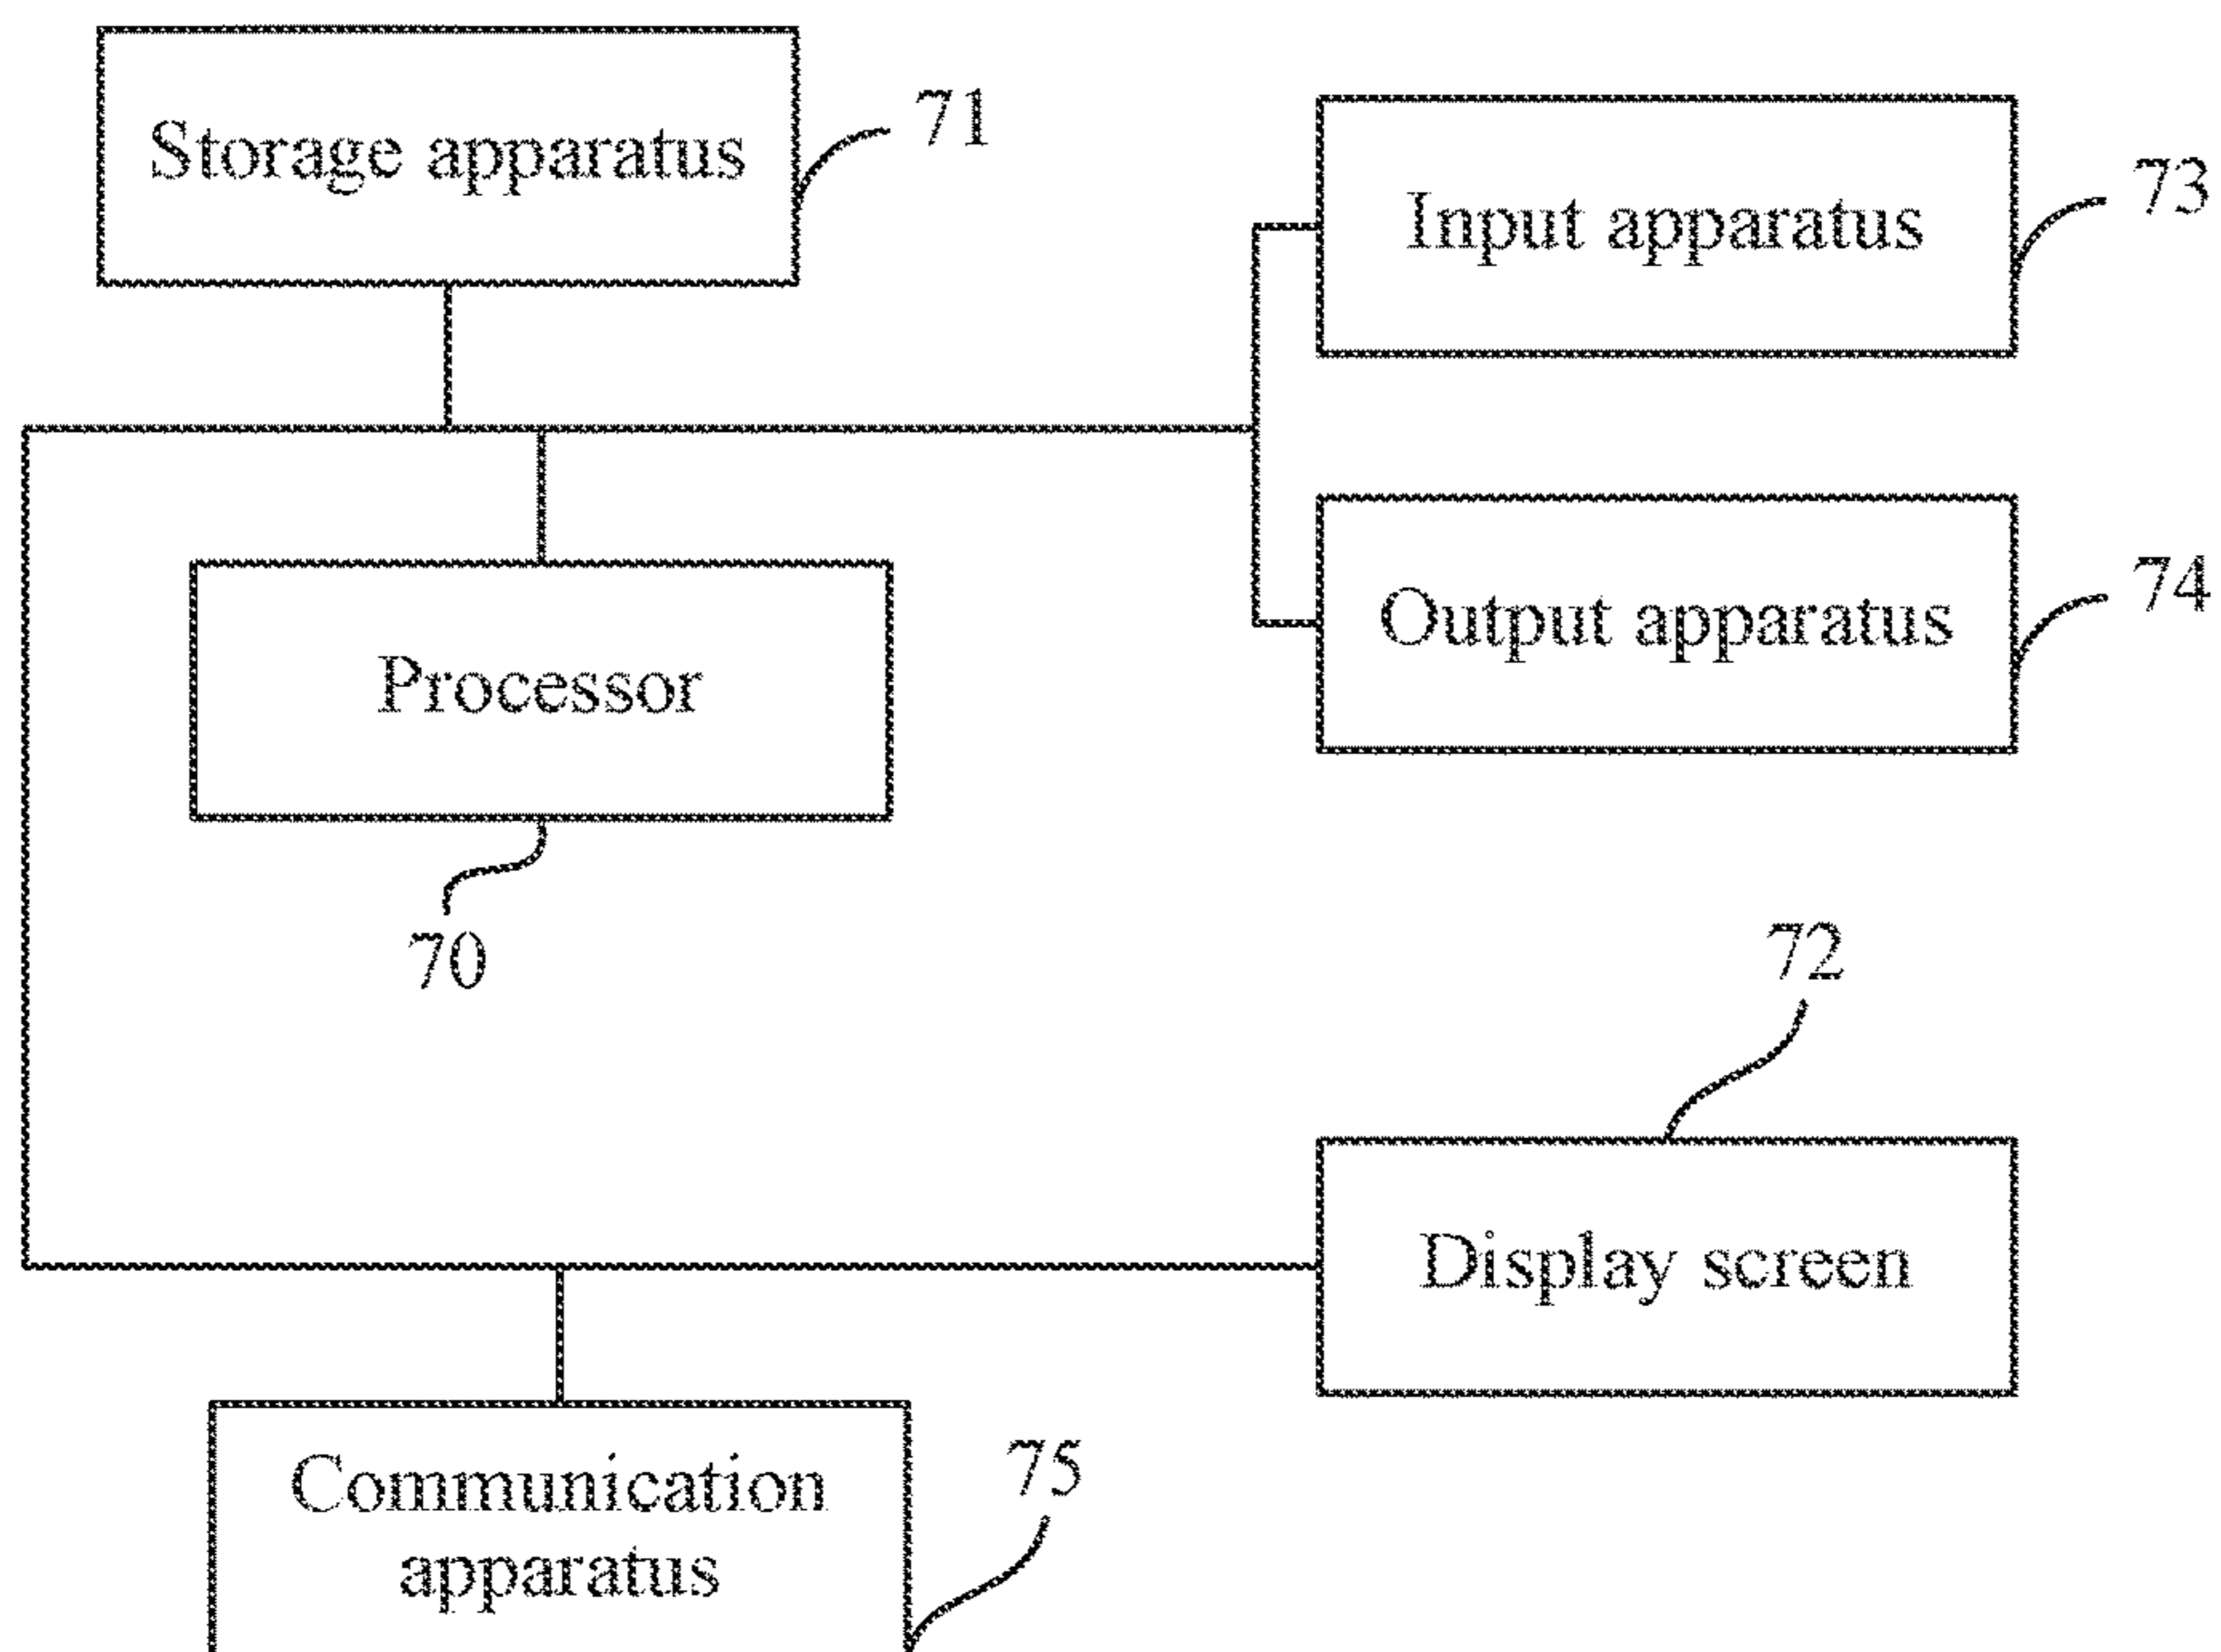 Storage apparatus
71
Input apparatus
73
Processor
70
Output apparatus
74
72
Display screen
Communication
apparatus
75